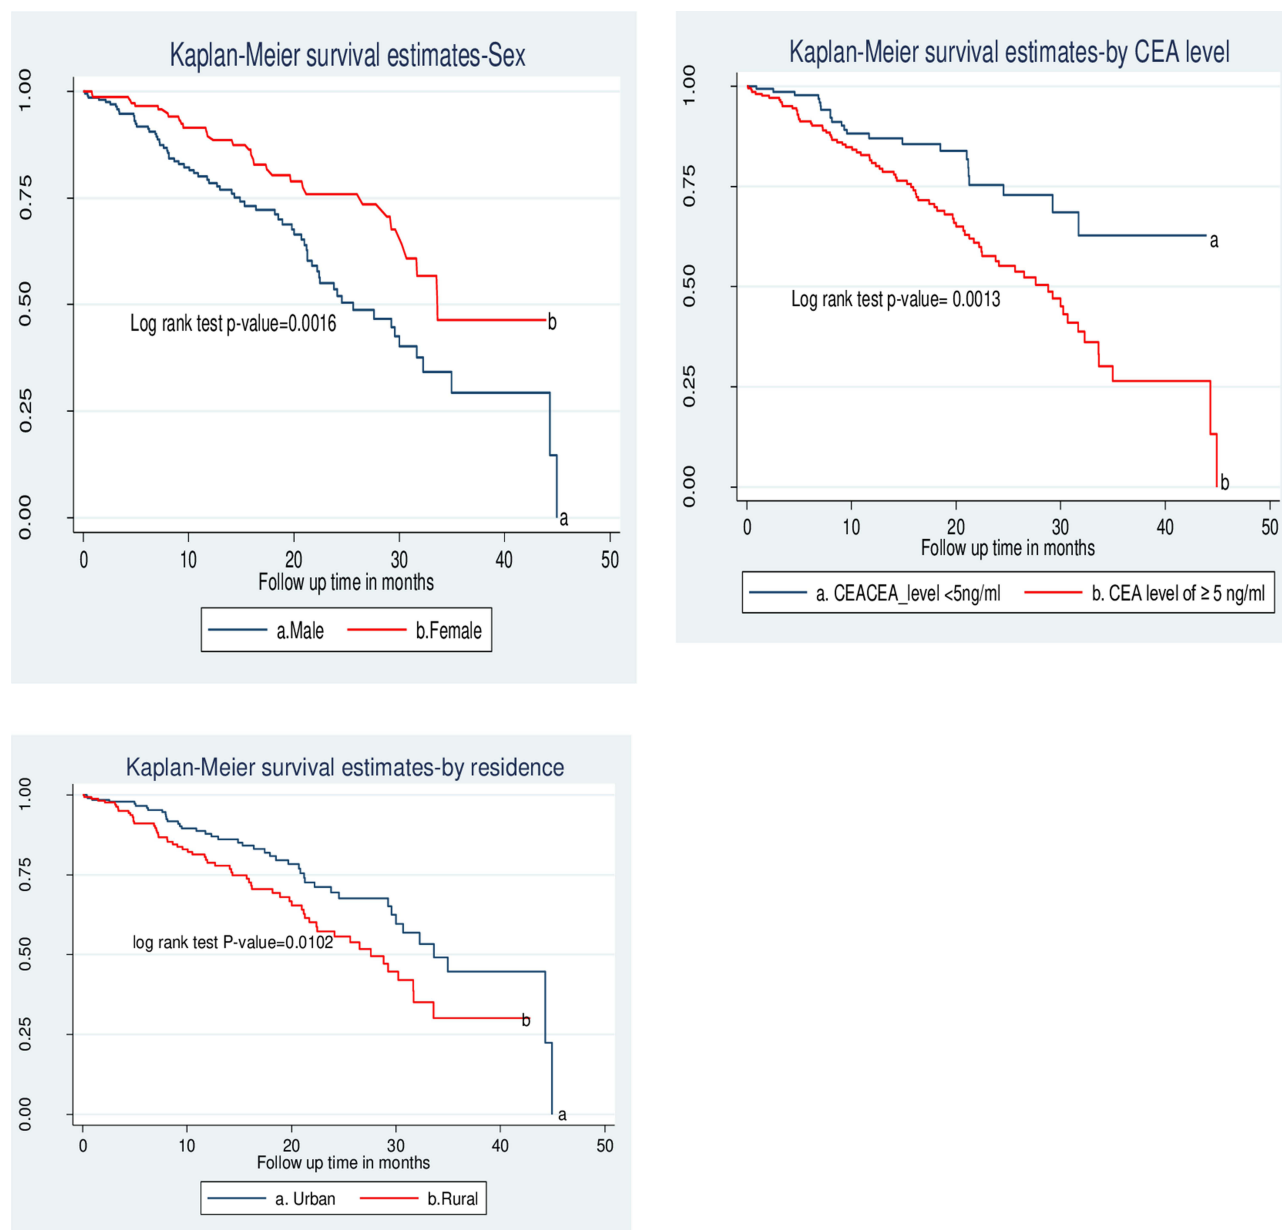 Kaplan-Meier survival estimates-Sex
1.00
0.75
0.50
0.25
0.00
Log rank test p-value=0.0016
b
a
0 10 20 30 40 50
Follow up time in months
a.Male b.Female
Kaplan-Meier survival estimates-by CEA level
1.00
0.75
0.50
0.25
0.00
a
Log rank test p-value= 0.0013
b
0 10 20 30 40 50
Follow up time in months
a. CEACEA_level <5ng/ml b. CEA level of ≥ 5 ng/ml
Kaplan-Meier survival estimates-by residence
1.00
0.75
0.50
0.25
0.00
log rank test P-value=0.0102
b
a
0 10 20 30 40 50
Follow up time in months
a. Urban b.Rural